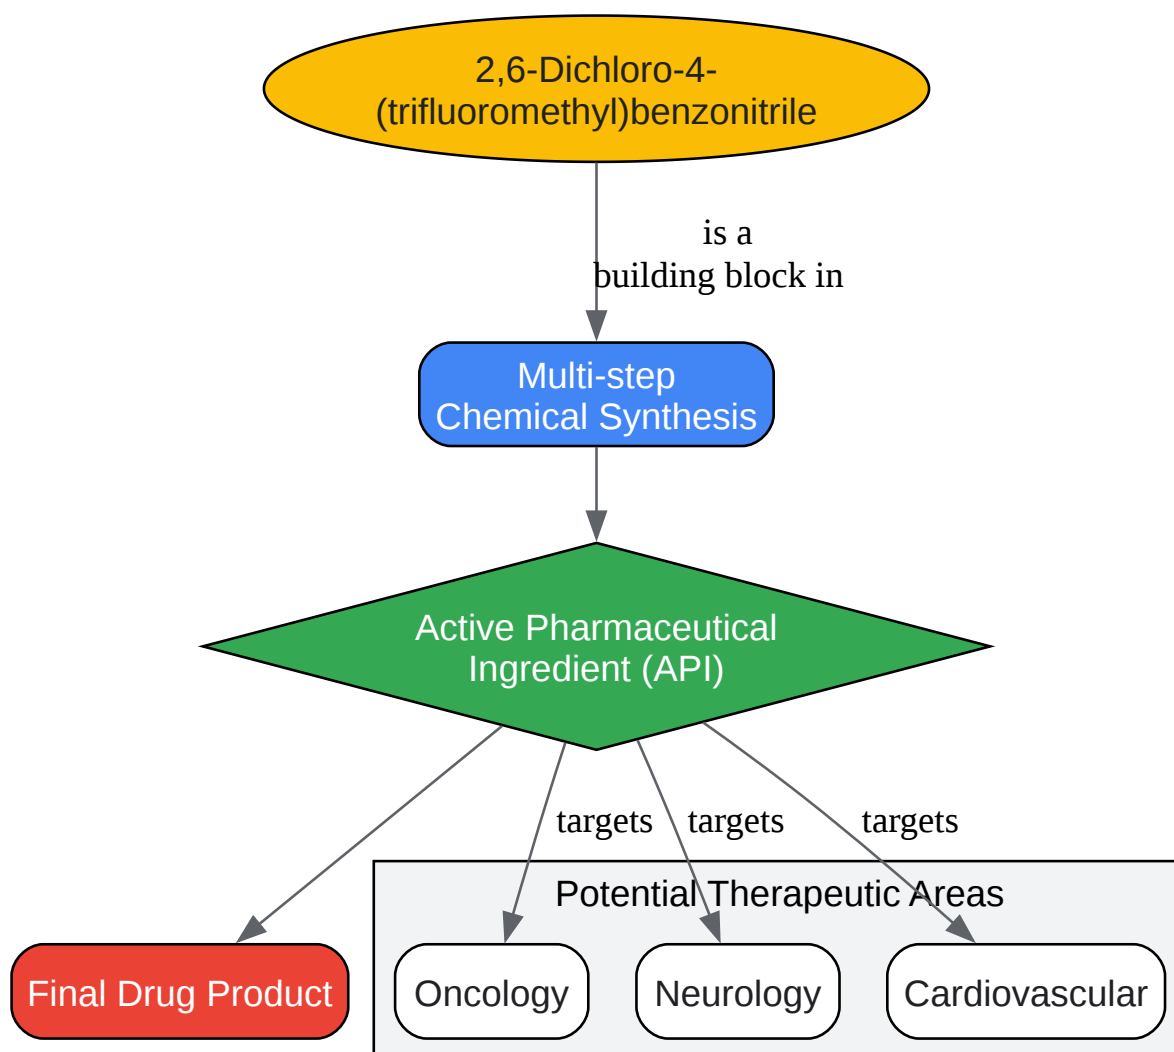 2,6-Dichloro-4-
(trifluoromethyl)benzonitrile
is a
building block in
Multi-step
Chemical Synthesis
Active Pharmaceutical
Ingredient (API)
targets
targets
targets
Potential Therapeutic Areas
Final Drug Product
Oncology
Neurology
Cardiovascular